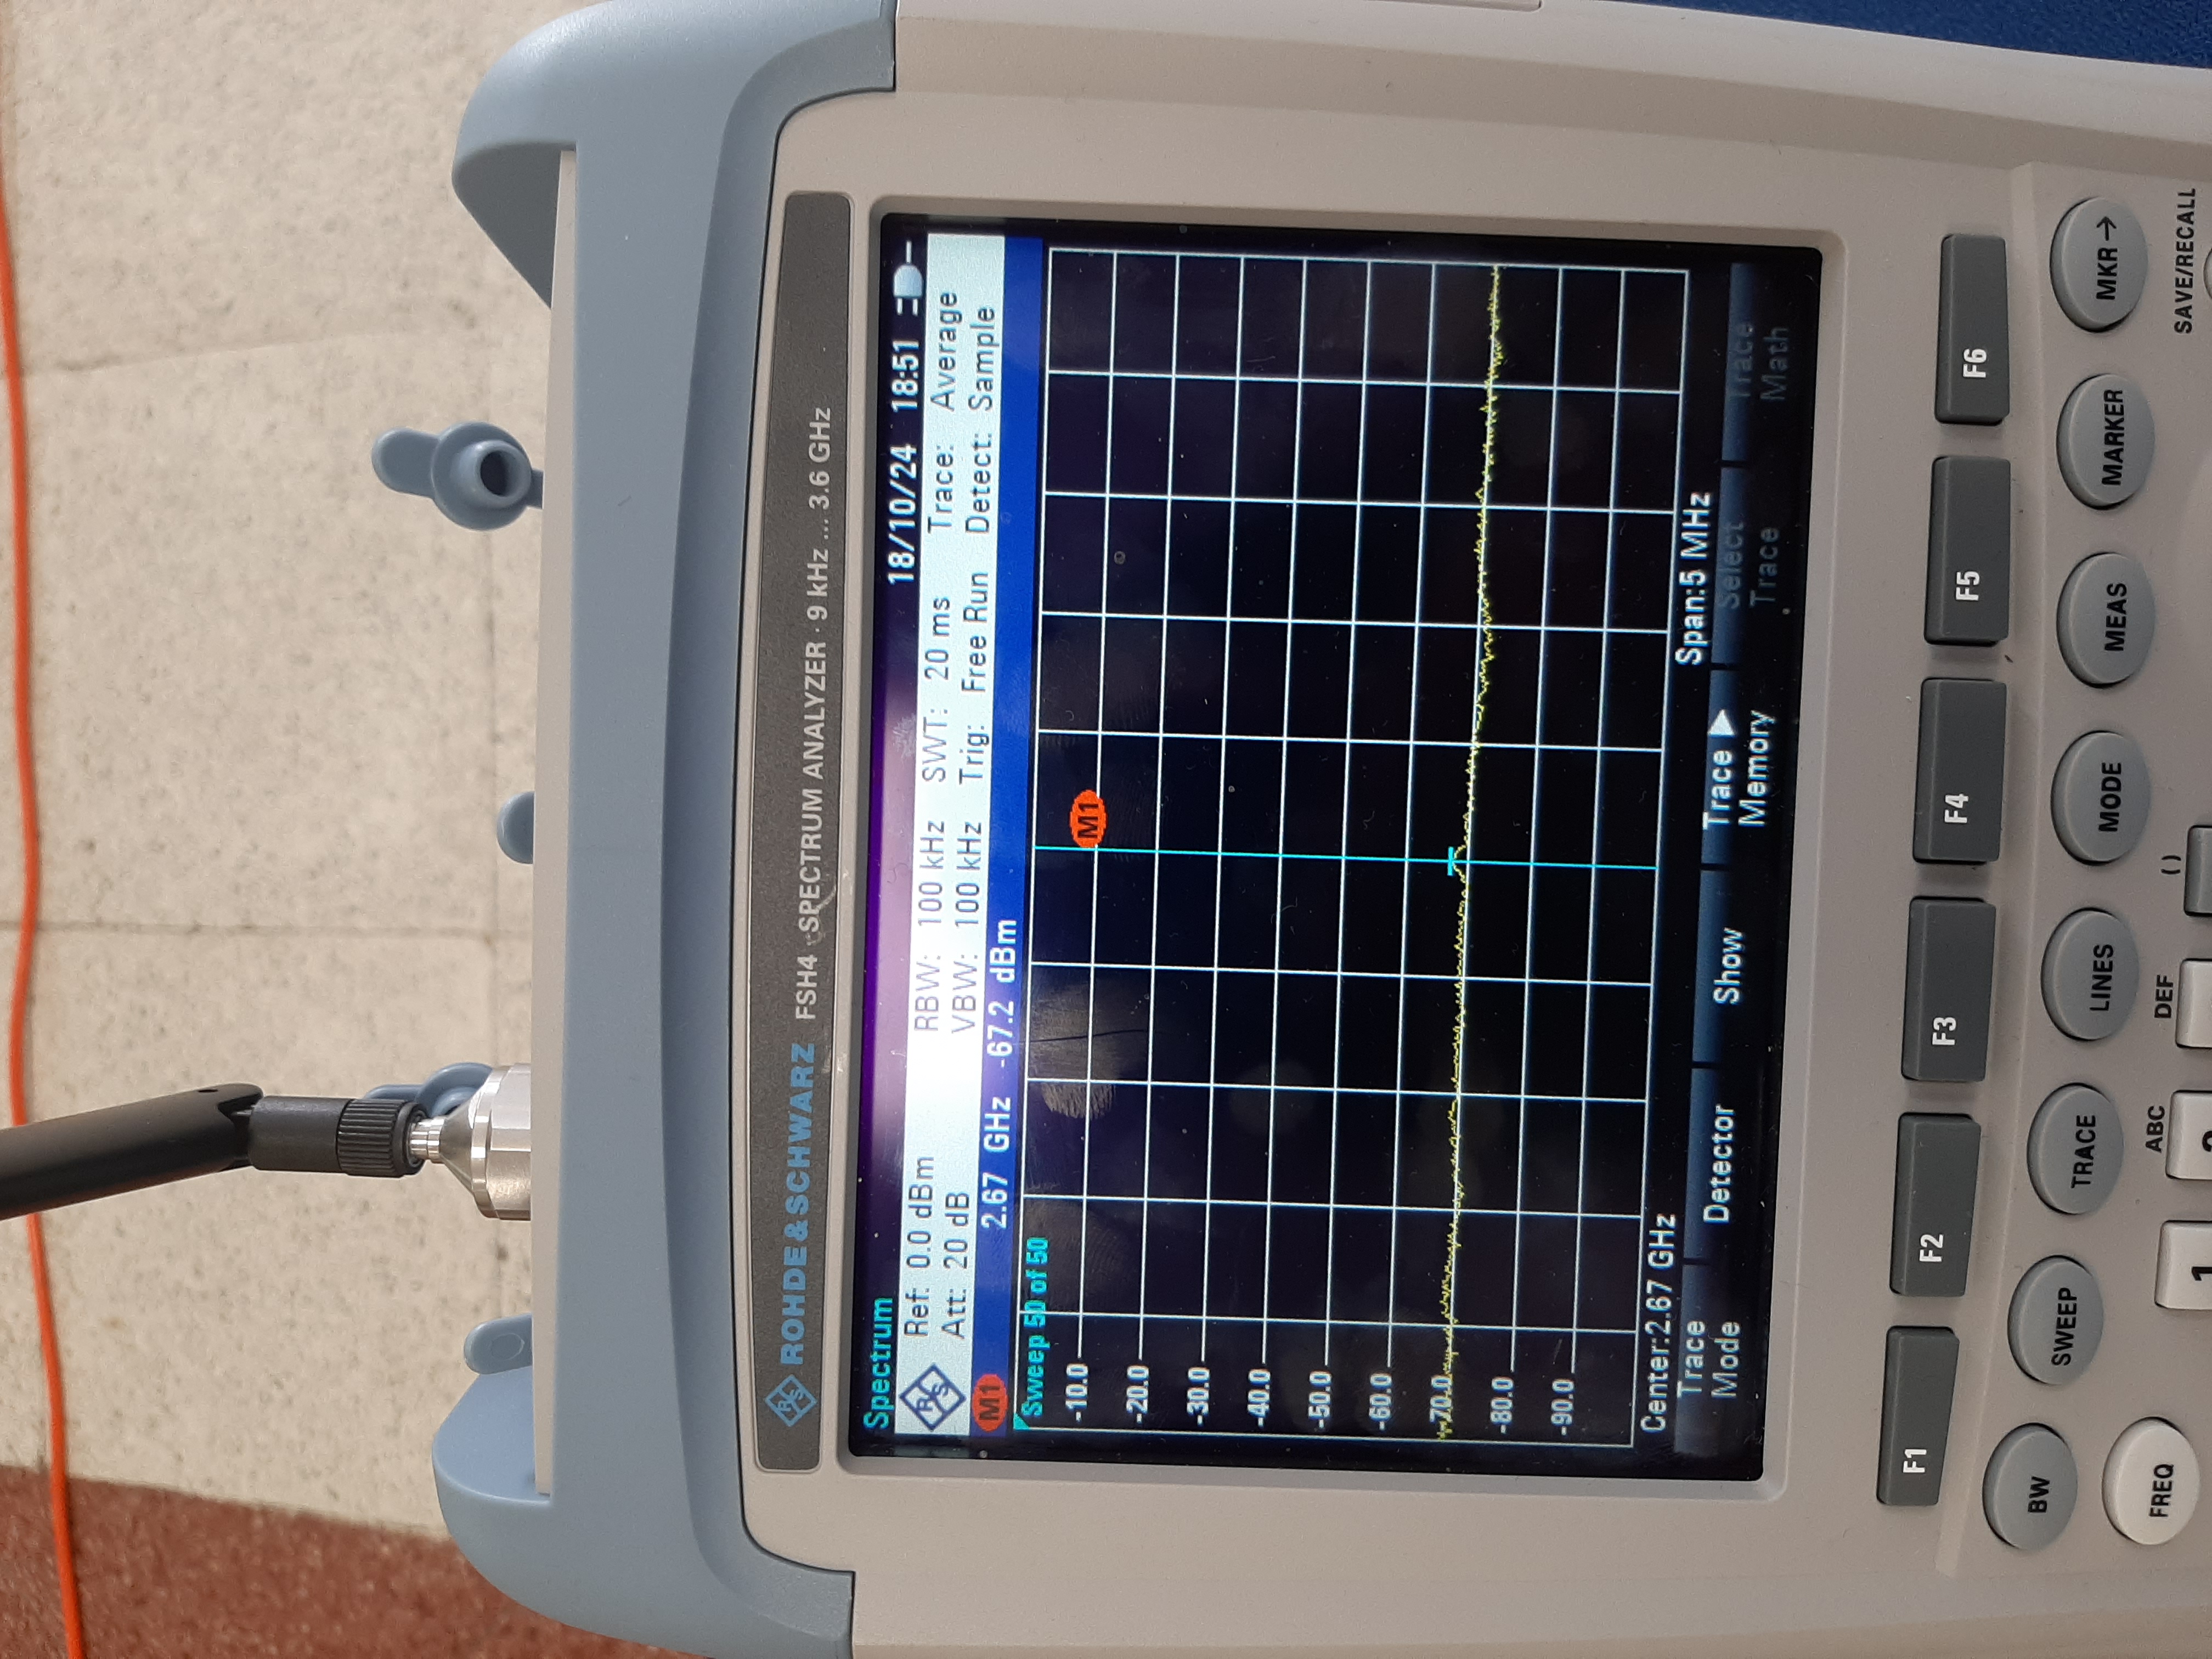 ROHDE&SCHWARZ FSH4 · SPECTRUM ANALYZER · 9 kHz ... 3.6 GHz
Spectrum 18/10/24 18:51
R/S Ref: 0.0 dBm RBW: 100 kHz SWT: 20 ms Trace: Average
Att: 20 dB VBW: 100 kHz Trig: Free Run Detect: Sample
M1 2.67 GHz -67.2 dBm
Sweep 50 of 50
M1
-10.0
-20.0
-30.0
-40.0
-50.0
-60.0
-70.0
-80.0
-90.0
Center:2.67 GHz
Span:5 MHz
Trace Mode
Detector
Show
Trace Memory
Select Trace
Trace Math
F1 F2 F3 F4 F5 F6
BW SWEEP TRACE LINES MODE MEAS MARKER MKR→
FREQ ABC DEF ( ) SAVE/RECALL
1